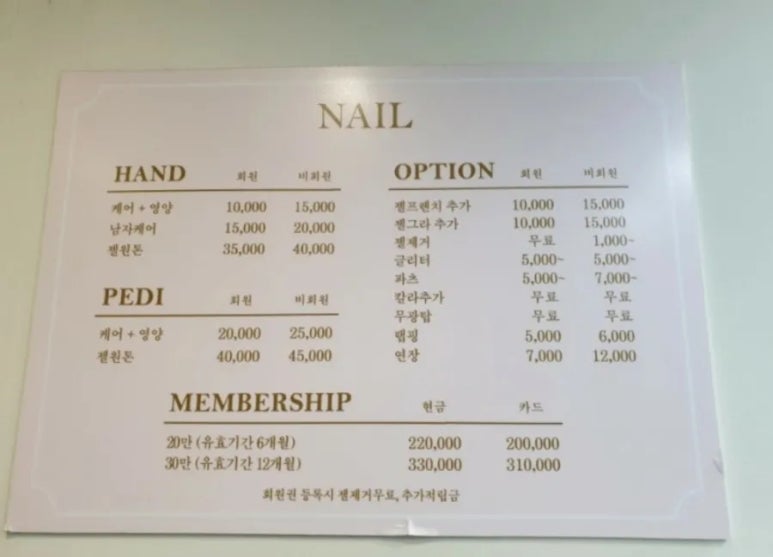 NAIL
HAND 회원 비회원
케어 + 영양 10,000 15,000
남자케어 15,000 20,000
젤원톤 35,000 40,000
PEDI 회원 비회원
케어 + 영양 20,000 25,000
젤원톤 40,000 45,000
OPTION 회원 비회원
젤프렌치 추가 10,000 15,000
젤그라 추가 10,000 15,000
젤제거 무료 1,000~
글리터 5,000~ 5,000~
파츠 5,000~ 7,000~
칼라추가 무료 무료
무광탑 무료 무료
랩핑 5,000 6,000
연장 7,000 12,000
MEMBERSHIP 현금 카드
20만 (유효기간 6개월) 220,000 200,000
30만 (유효기간 12개월) 330,000 310,000
회원권 등록시 젤제거무료, 추가적립금